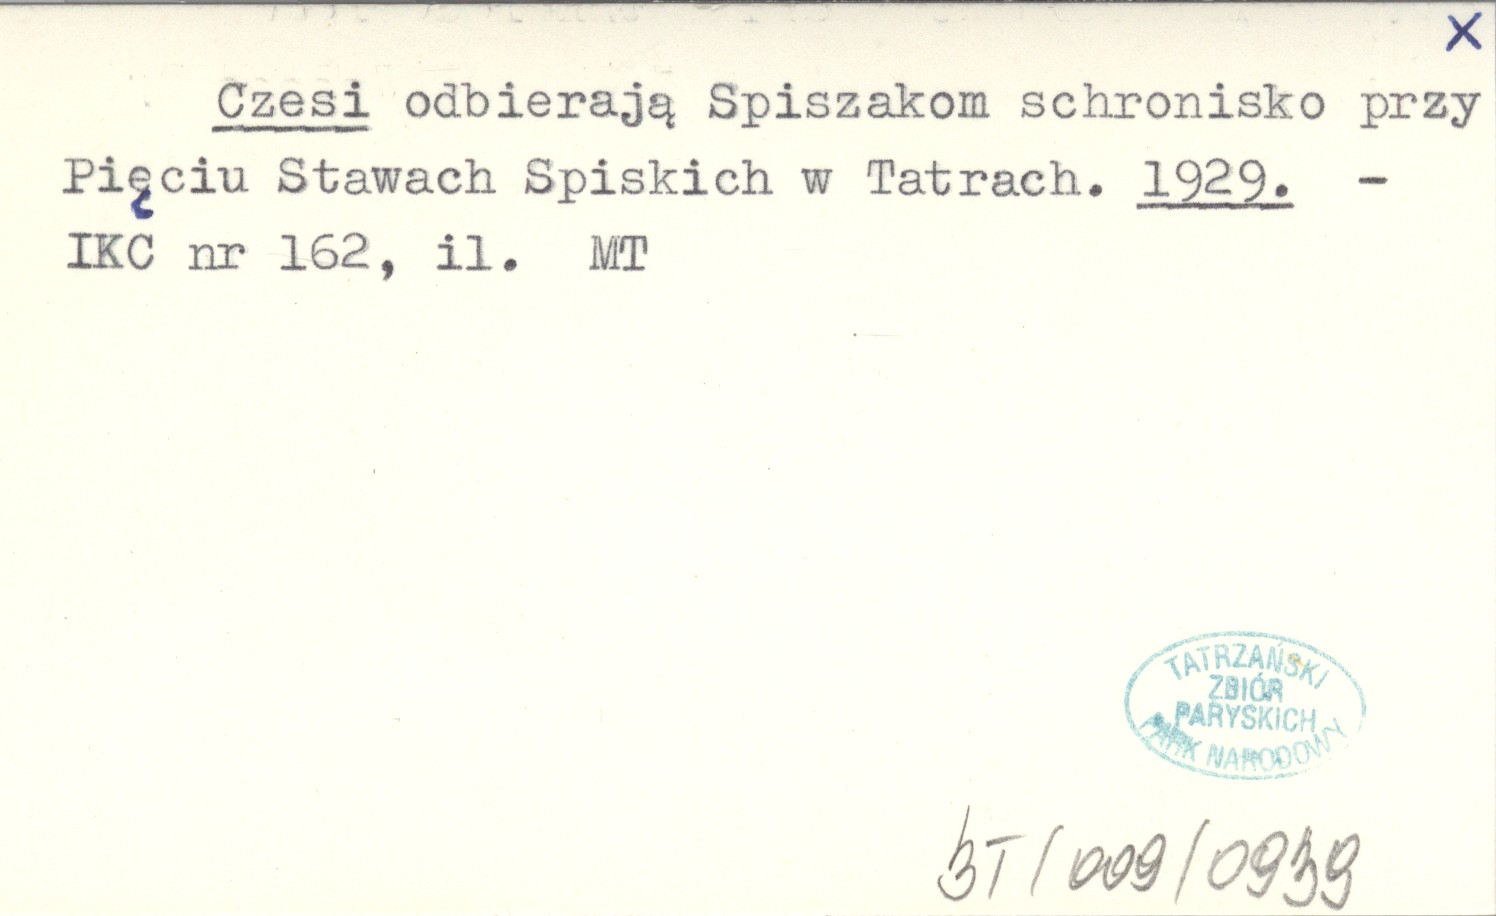 X
Czesi odbierają Spiszakom schronisko przy
Pięciu Stawach Spiskich w Tatrach. 1929. -
IKC nr 162, il. MT
TATRZAŃSKI
ZBIÓR
PARYSKICH
PARK NARODOWY
3T/009/0939